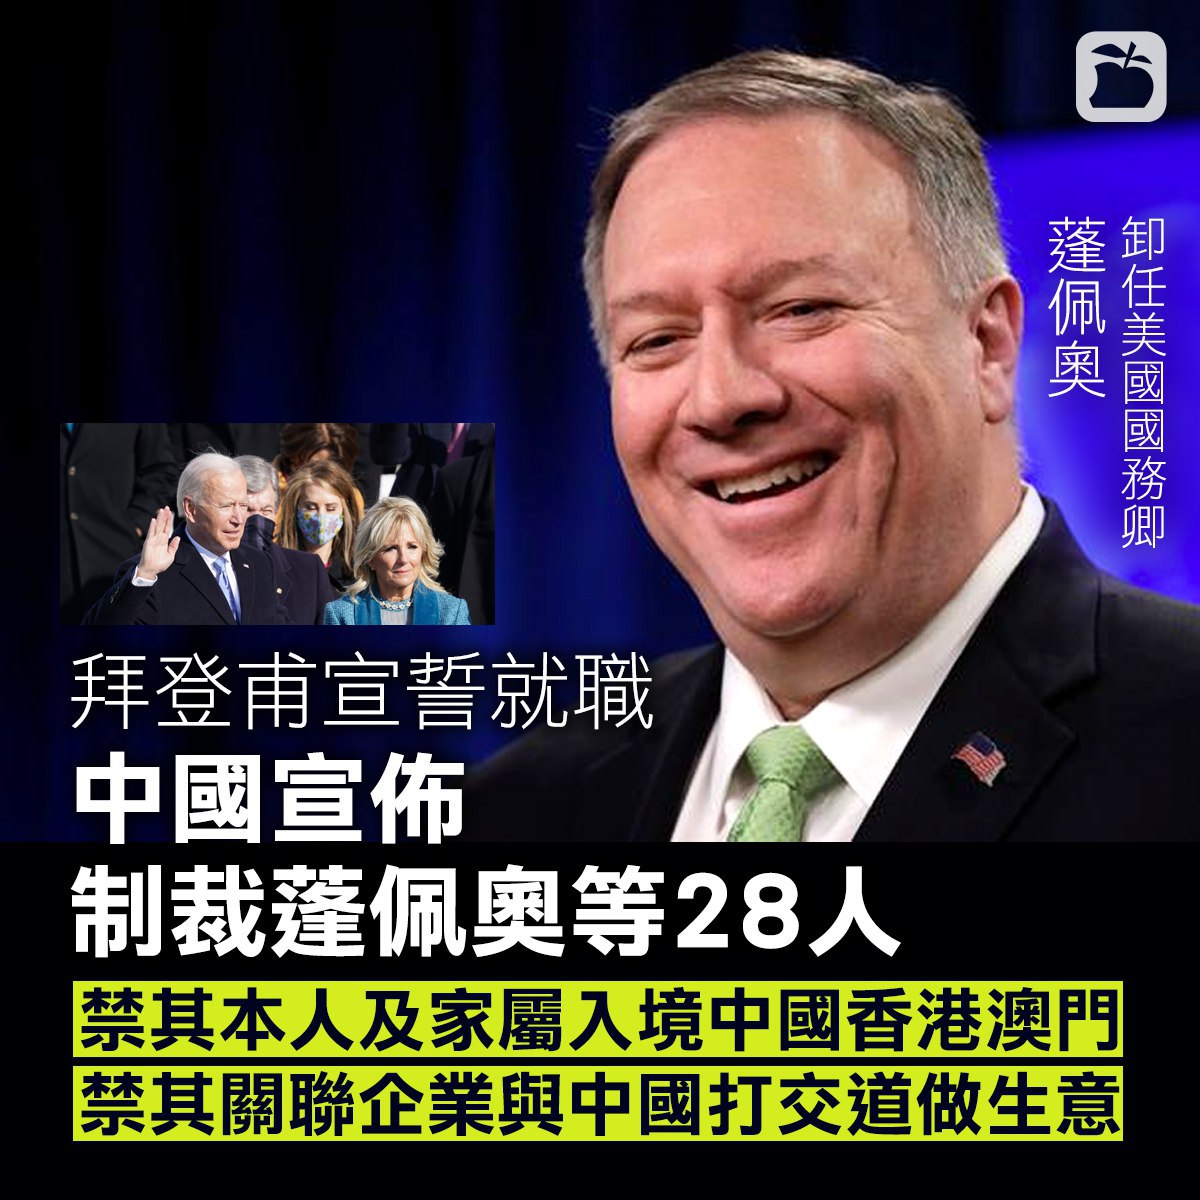 卸任美國國務卿
蓬佩奧
拜登甫宣誓就職
中國宣佈
制裁蓬佩奧等28人
禁其本人及家屬入境中國香港澳門
禁其關聯企業與中國打交道做生意